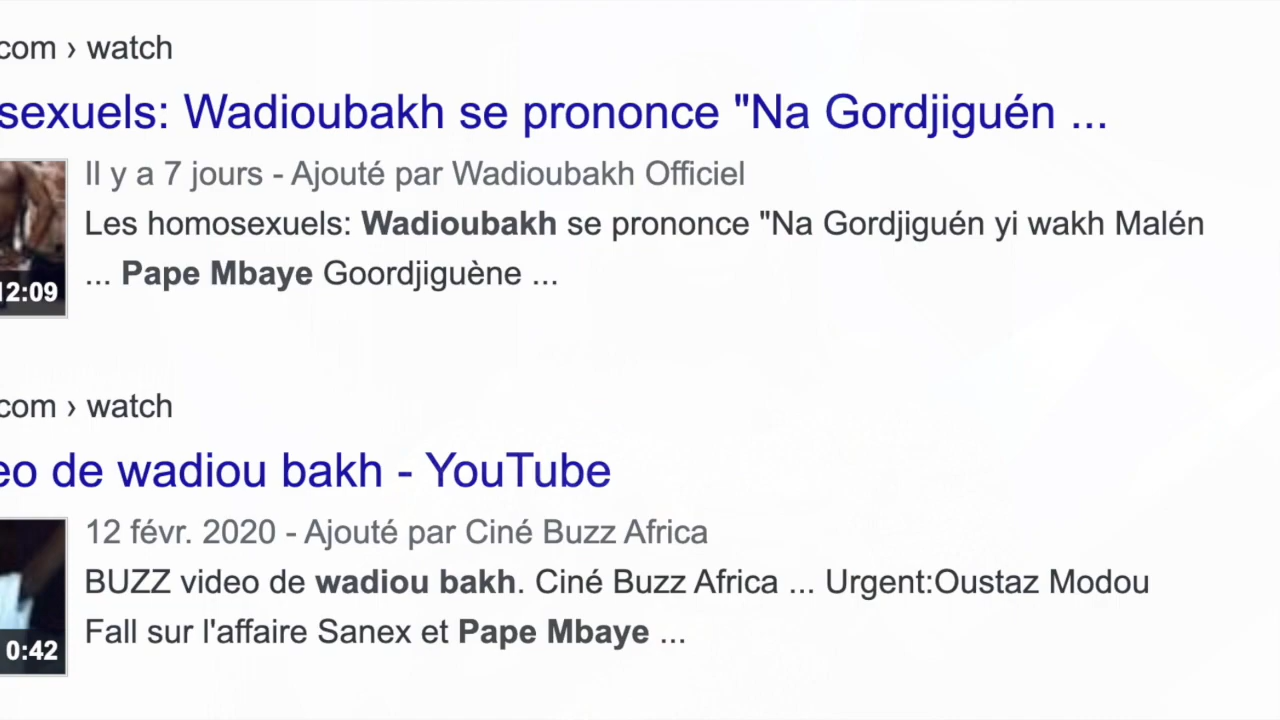 com › watch
sexuels: Wadioubakh se prononce "Na Gordjiguén ...
Il y a 7 jours - Ajouté par Wadioubakh Officiel
Les homosexuels: Wadioubakh se prononce "Na Gordjiguén yi wakh Malén
... Pape Mbaye Goordjiguène ...
12:09
com › watch
eo de wadiou bakh - YouTube
12 févr. 2020 - Ajouté par Ciné Buzz Africa
BUZZ video de wadiou bakh. Ciné Buzz Africa ... Urgent:Oustaz Modou
Fall sur l'affaire Sanex et Pape Mbaye ...
0:42